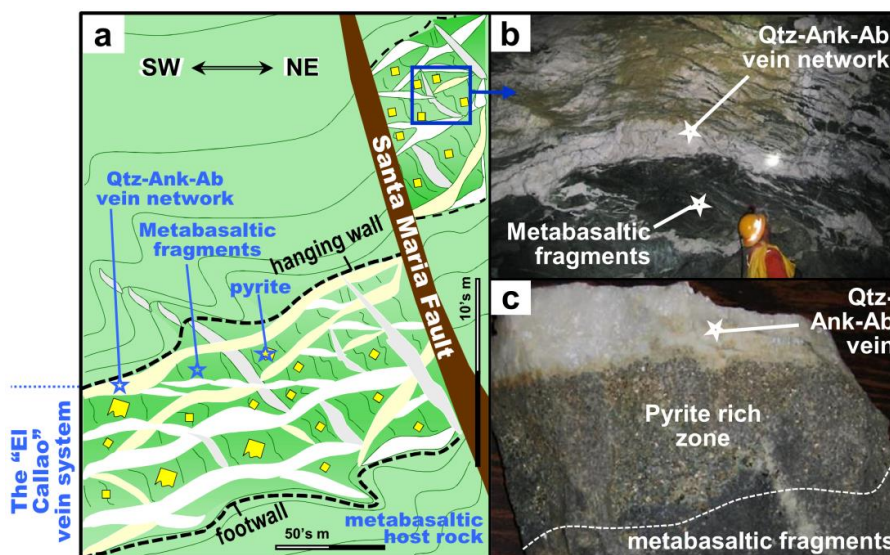 a
SW
NE
Qtz-Ank-Ab
vein network
Metabasaltic
fragments
hanging wall
pyrite
Santa Maria Fault
10's m
The "El
Callao"
vein system
footwall
50's m
metabasaltic
host rock
b
Qtz-Ank-Ab
vein network
Metabasaltic
fragments
c
Qtz-
Ank-Ab
vein
Pyrite rich
zone
metabasaltic fragments